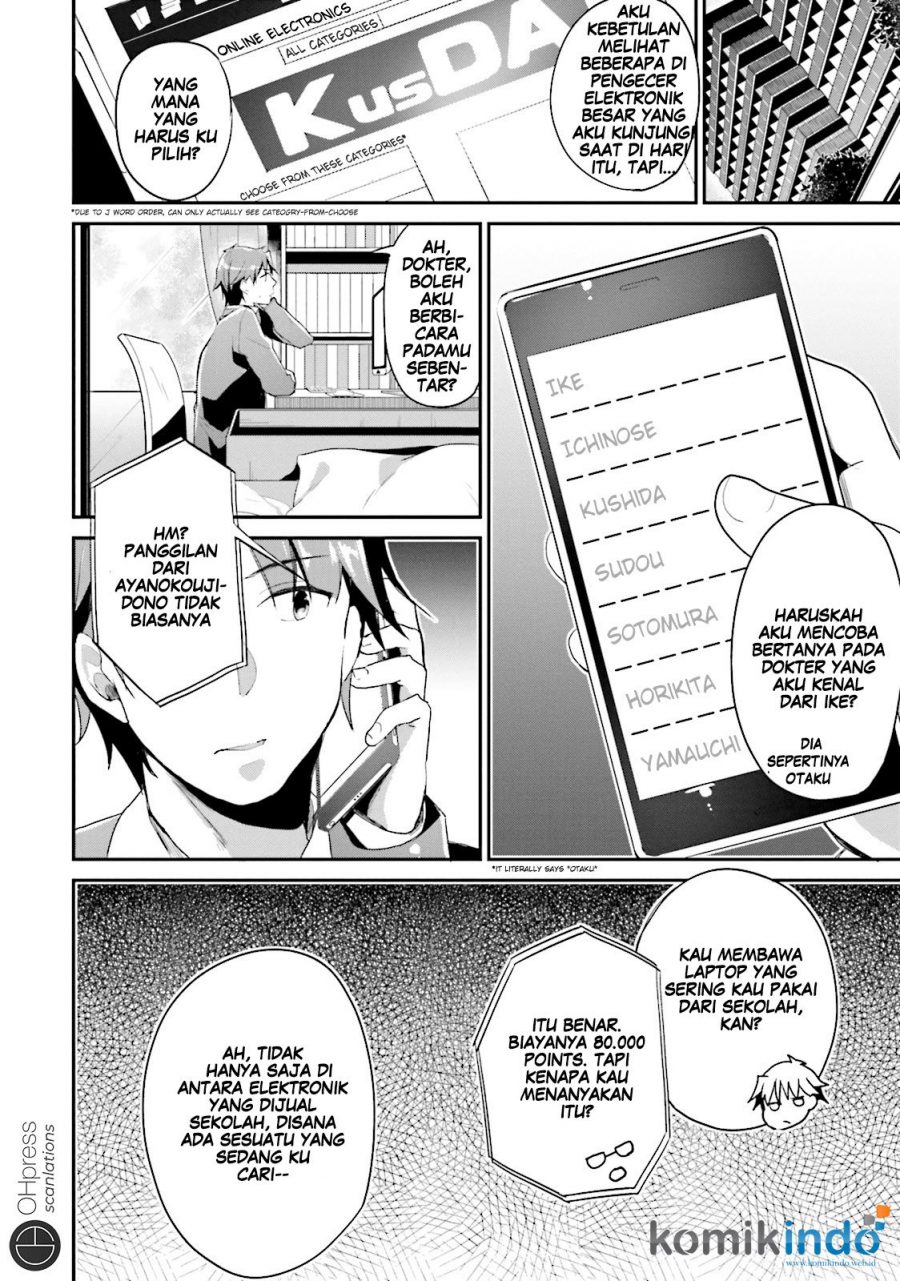 AKU
KEBETULAN
MELIHAT
BEBERAPA DI
PENGECER
ELEKTRONIK
BESAR YANG
AKU KUNJUNG
SAAT DI HARI
ITU, TAPI...
ONLINE ELECTRONICS
ALL CATEGORIES
KusDA
CHOOSE FROM THESE CATEGORIES*
YANG
MANA
YANG
HARUS KU
PILIH?
*DUE TO J WORD ORDER, CAN ONLY ACTUALLY SEE CATEOGRY-FROM-CHOOSE
IKE
ICHINOSE
KUSHIDA
SUDOU
SOTOMURA
HORIKITA
YAMAUCHI
HARUSKAH
AKU MENCOBA
BERTANYA PADA
DOKTER YANG
AKU KENAL
DARI IKE?
DIA
SEPERTINYA
OTAKU
*IT LITERALLY SAYS "OTAKU"
AH,
DOKTER,
BOLEH
AKU
BERBI-
CARA
PADAMU
SEBEN-
TAR?
HM?
PANGGILAN
DARI
AYANOKOUJI-
DONO TIDAK
BIASANYA
KAU MEMBAWA
LAPTOP YANG
SERING KAU PAKAI
DARI SEKOLAH,
KAN?
ITU BENAR.
BIAYANYA 80.000
POINTS. TAPI
KENAPA KAU
MENANYAKAN
ITU?
AH, TIDAK
HANYA SAJA DI
ANTARA ELEKTRONIK
YANG DIJUAL
SEKOLAH, DISANA
ADA SESUATU YANG
SEDANG KU
CARI--
OHpress
scanlations
komikindo
www.komikindo.web.id